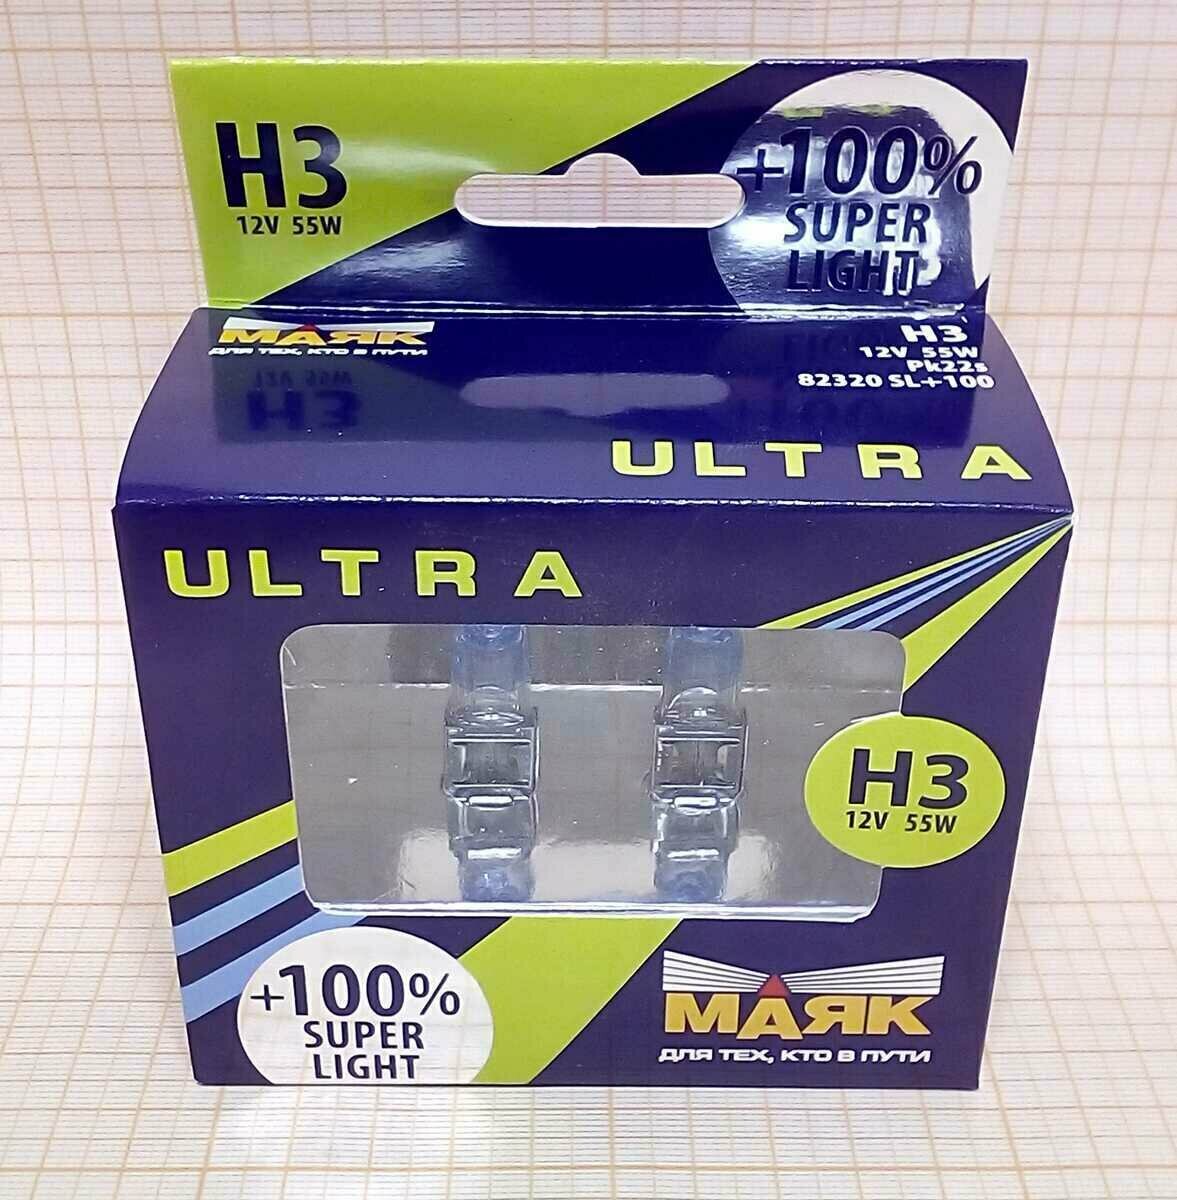 H3
12V 55W
+100%
SUPER
LIGHT
МАЯК
ДЛЯ ТЕХ, КТО В ПУТИ
H3
12V 55W
Pk22s
82320 SL+100
ULTRA
ULTRA
H3
12V 55W
+100%
SUPER
LIGHT
МАЯК
ДЛЯ ТЕХ, КТО В ПУТИ